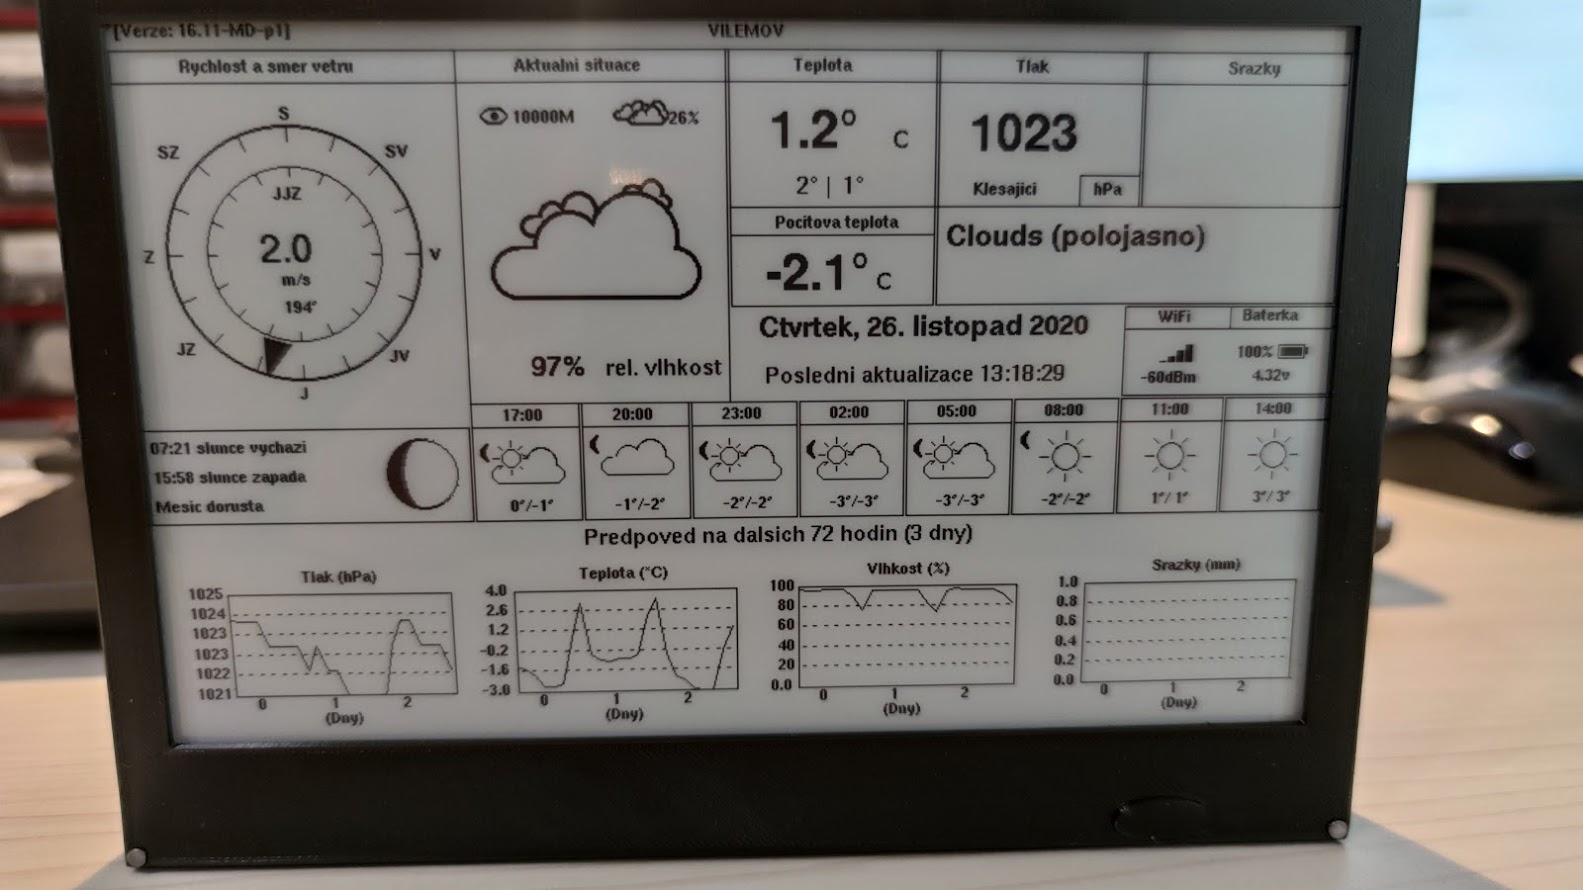 [Verze: 16.11-MD-p1]
VILEMOV
Rychlost a smer vetru
S
SV
V
JV
J
JZ
Z
SZ
JJZ
2.0
m/s
194°
Aktualni situace
10000M
26%
97% rel. vlhkost
Teplota
1.2° C
2° | 1°
Pocitova teplota
-2.1° C
Tlak
1023
Klesajici
hPa
Srazky
Clouds (polojasno)
Ctvrtek, 26. listopad 2020
Posledni aktualizace 13:18:29
WiFi
-60dBm
Baterka
100%
4.32v
07:21 slunce vychazi
15:58 slunce zapada
Mesic dorusta
17:00
0°/-1°
20:00
-1°/-2°
23:00
-2°/-2°
02:00
-3°/-3°
05:00
-3°/-3°
08:00
-2°/-2°
11:00
1°/ 1°
14:00
3°/ 3°
Predpoved na dalsich 72 hodin (3 dny)
Tlak (hPa)
1025
1024
1023
1023
1022
1021
0 1 2
(Dny)
Teplota (°C)
4.0
2.6
1.2
-0.2
-1.6
-3.0
0 1 2
(Dny)
Vlhkost (%)
100
80
60
40
20
0.0
0 1 2
(Dny)
Srazky (mm)
1.0
0.8
0.6
0.4
0.2
0.0
0 1 2
(Dny)